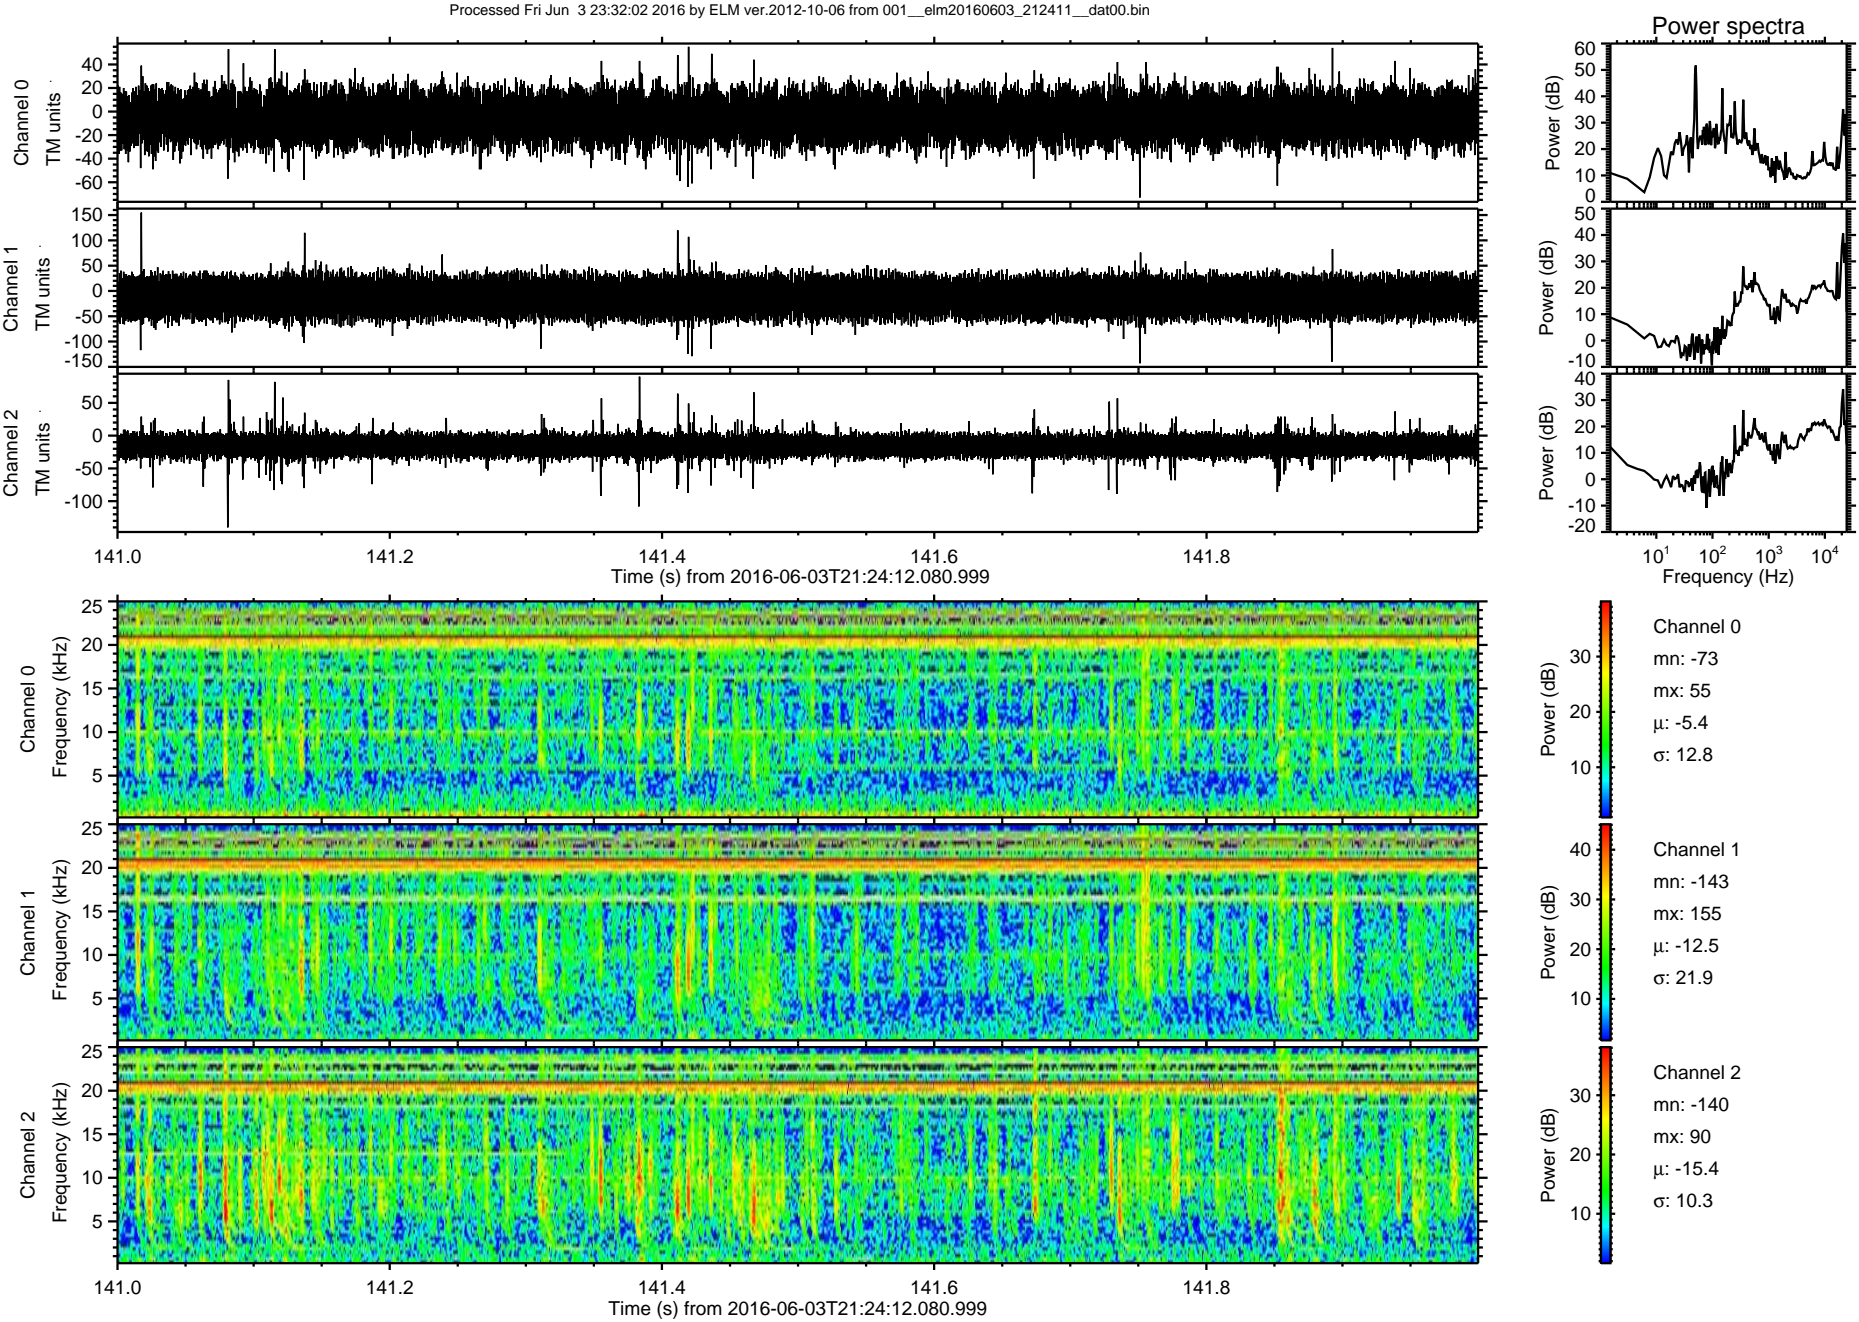 Processed Fri Jun 3 23:32:02 2016 by ELM ver.2012-10-06 from 001__elm20160603_212411__dat00.bin
Power spectra
Channel 0
TM units
40
20
0
-20
-40
-60
Power (dB)
60
50
40
30
20
10
0
Channel 1
TM units
150
100
50
0
-50
-100
-150
Power (dB)
50
40
30
20
10
0
-10
Channel 2
TM units
50
0
-50
-100
Power (dB)
40
30
20
10
0
-10
-20
141.0 141.2 141.4 141.6 141.8
Time (s) from 2016-06-03T21:24:12.080.999
10¹ 10² 10³ 10⁴
Frequency (Hz)
Channel 0
Frequency (kHz)
25
20
15
10
5
Power (dB)
30
20
10
Channel 0
mn: -73
mx: 55
μ: -5.4
σ: 12.8
Channel 1
Frequency (kHz)
25
20
15
10
5
Power (dB)
40
30
20
10
Channel 1
mn: -143
mx: 155
μ: -12.5
σ: 21.9
Channel 2
Frequency (kHz)
25
20
15
10
5
Power (dB)
30
20
10
Channel 2
mn: -140
mx: 90
μ: -15.4
σ: 10.3
141.0 141.2 141.4 141.6 141.8
Time (s) from 2016-06-03T21:24:12.080.999